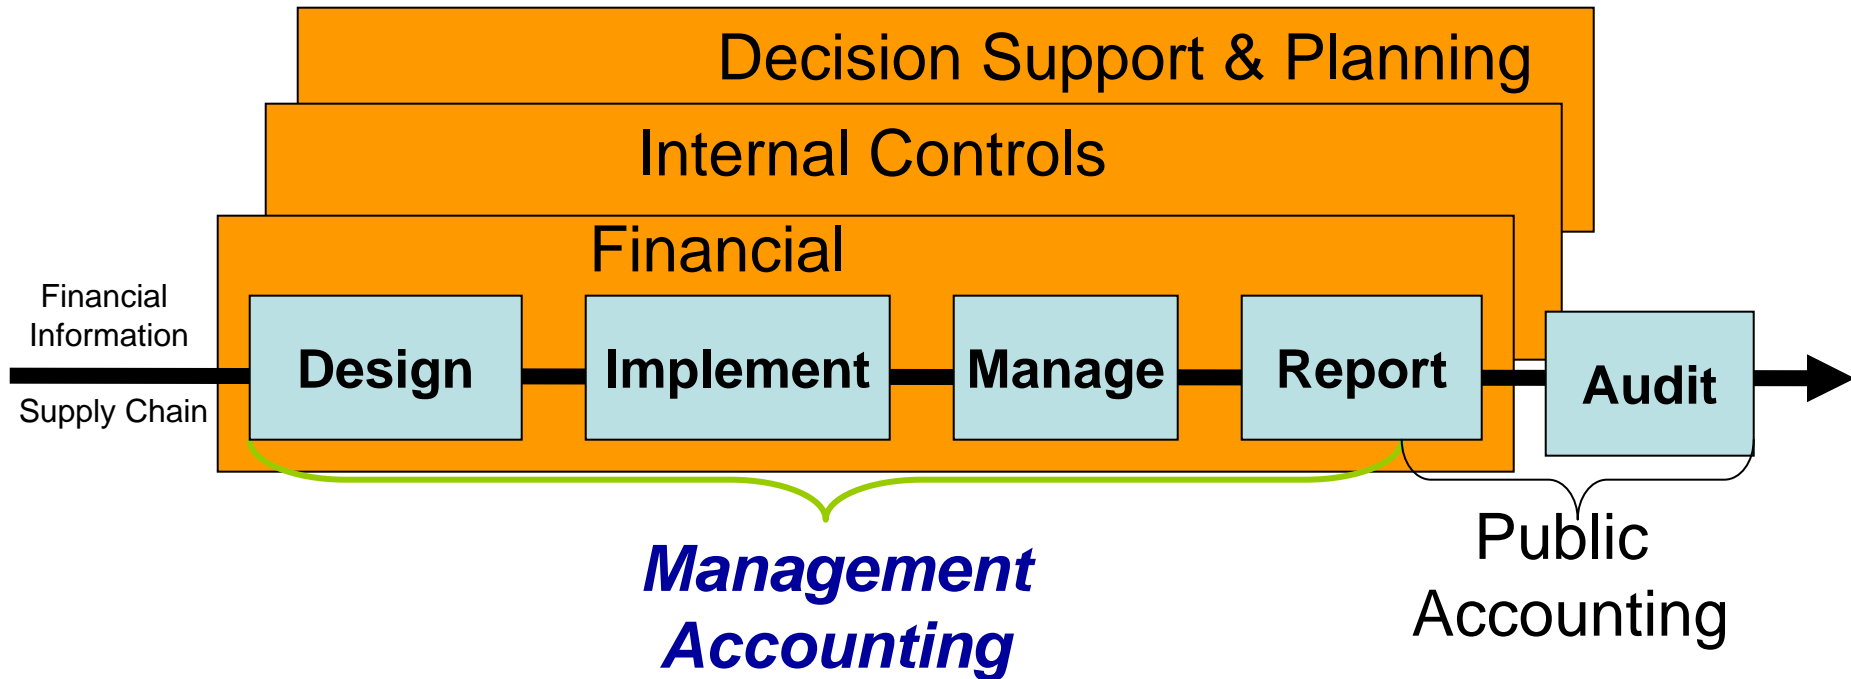 Decision Support & Planning
Internal Controls
Financial
Financial
Information
Supply Chain
Design
Implement
Manage
Report
Audit
Management
Accounting
Public
Accounting